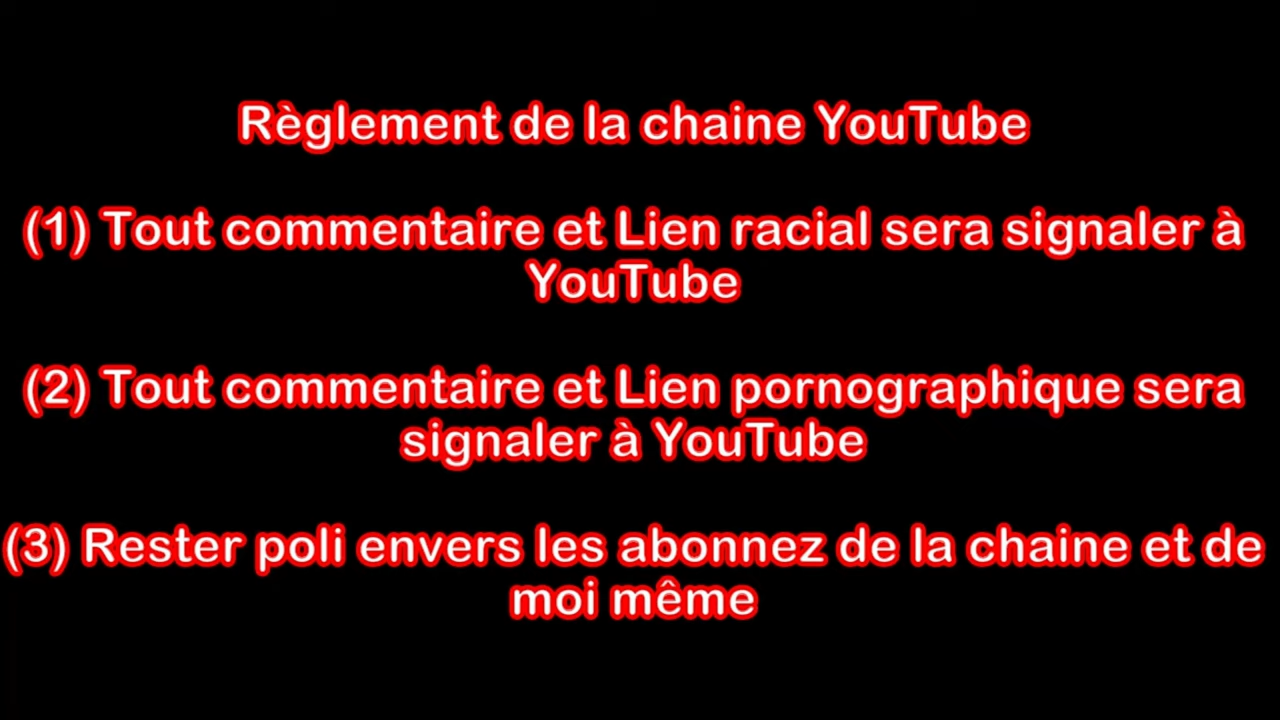 Règlement de la chaine YouTube
(1) Tout commentaire et Lien racial sera signaler à
YouTube
(2) Tout commentaire et Lien pornographique sera
signaler à YouTube
(3) Rester poli envers les abonnez de la chaine et de
moi même